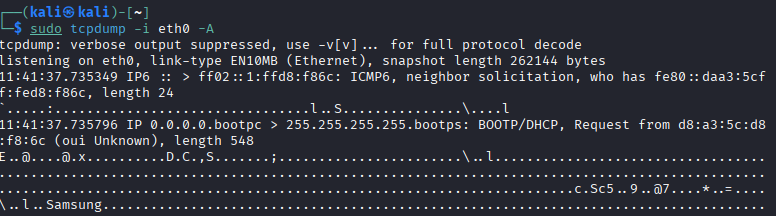 ┌──(kali㉿kali)-[~]
└─$ sudo tcpdump -i eth0 -A
tcpdump: verbose output suppressed, use -v[v]... for full protocol decode
listening on eth0, link-type EN10MB (Ethernet), snapshot length 262144 bytes
11:41:37.735349 IP6 :: > ff02::1:ffd8:f86c: ICMP6, neighbor solicitation, who has fe80::daa3:5cf
f:fed8:f86c, length 24
`.....:................................l..S...............\....l
11:41:37.735796 IP 0.0.0.0.bootpc > 255.255.255.255.bootps: BOOTP/DHCP, Request from d8:a3:5c:d8
:f8:6c (oui Unknown), length 548
E..@....@.x..........D.C.,S.......;.......................\..l...................................
................................................................................................
.........................................................................c.Sc5..9..@7....*..=....
\..l..Samsung...................................................................................